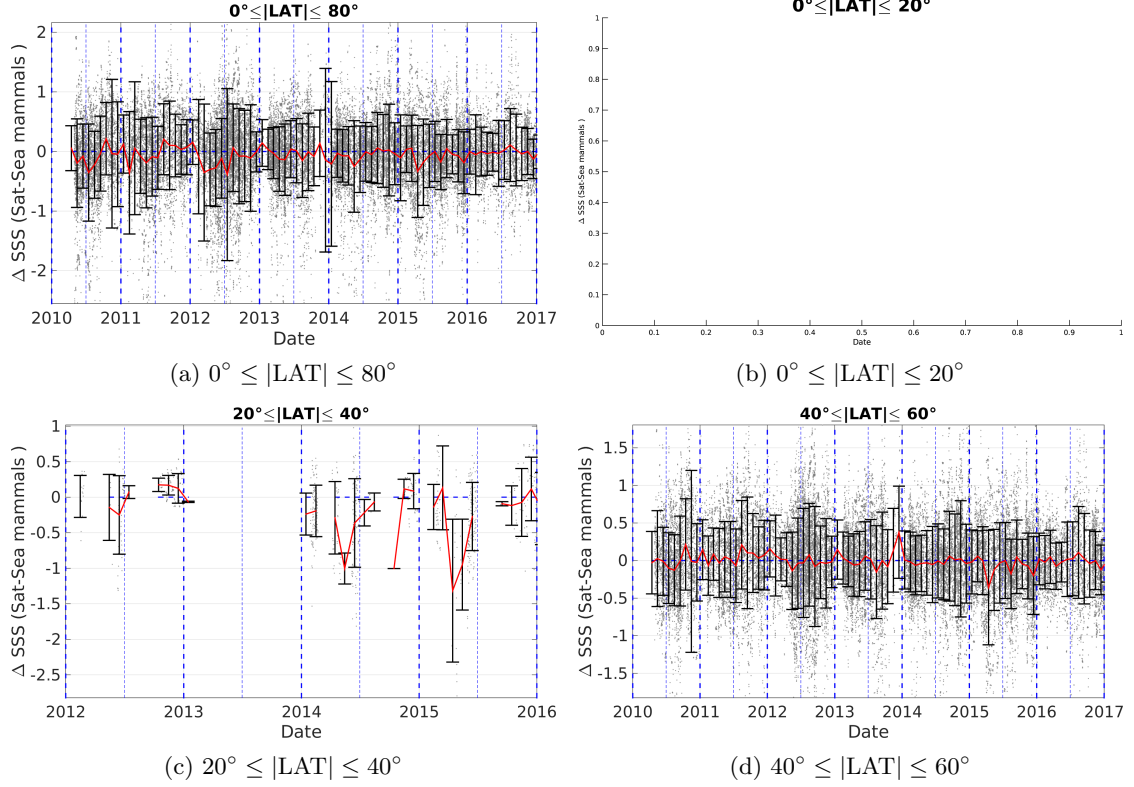 0°≤|LAT|≤ 80°
2
1
0
-1
-2
Δ SSS (Sat-Sea mammals )
2010 2011 2012 2013 2014 2015 2016 2017
Date
(a) 0° ≤ |LAT| ≤ 80°
0°≤|LAT|≤ 20°
1
0.9
0.8
0.7
0.6
0.5
0.4
0.3
0.2
0.1
0
Δ SSS (Sat-Sea mammals )
0 0.1 0.2 0.3 0.4 0.5 0.6 0.7 0.8 0.9 1
Date
(b) 0° ≤ |LAT| ≤ 20°
20°≤|LAT|≤ 40°
1
0.5
0
-0.5
-1
-1.5
-2
-2.5
Δ SSS (Sat-Sea mammals )
2012 2013 2014 2015 2016
Date
(c) 20° ≤ |LAT| ≤ 40°
40°≤|LAT|≤ 60°
1.5
1
0.5
0
-0.5
-1
-1.5
Δ SSS (Sat-Sea mammals )
2010 2011 2012 2013 2014 2015 2016 2017
Date
(d) 40° ≤ |LAT| ≤ 60°